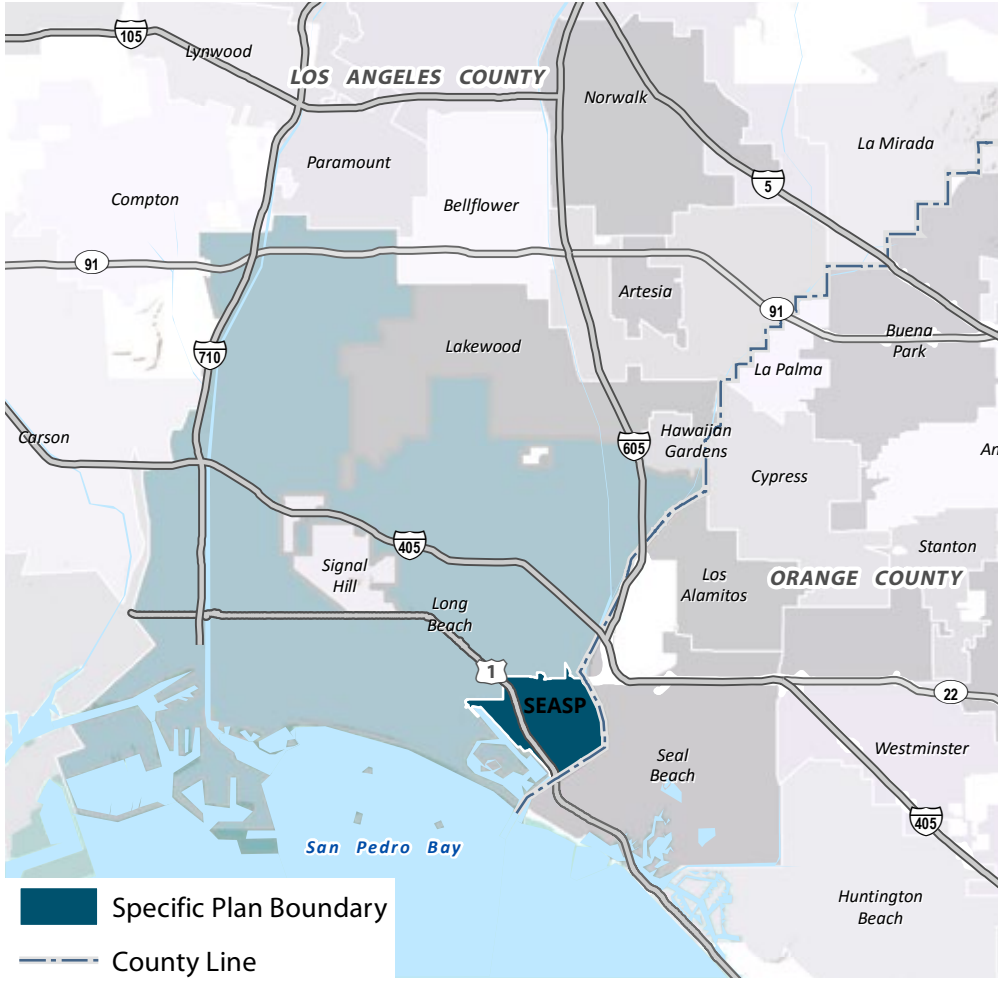 105
Lynwood
LOS ANGELES COUNTY
Norwalk
La Mirada
Paramount
5
Compton
Bellflower
91
Artesia
91
Buena
Park
710
Lakewood
La Palma
Carson
605
Hawaiian
Gardens
An
Cypress
405
Stanton
Signal
Hill
Los
Alamitos
ORANGE COUNTY
Long
Beach
1
SEASP
22
Seal
Beach
Westminster
405
San Pedro Bay
Huntington
Beach
Specific Plan Boundary
County Line